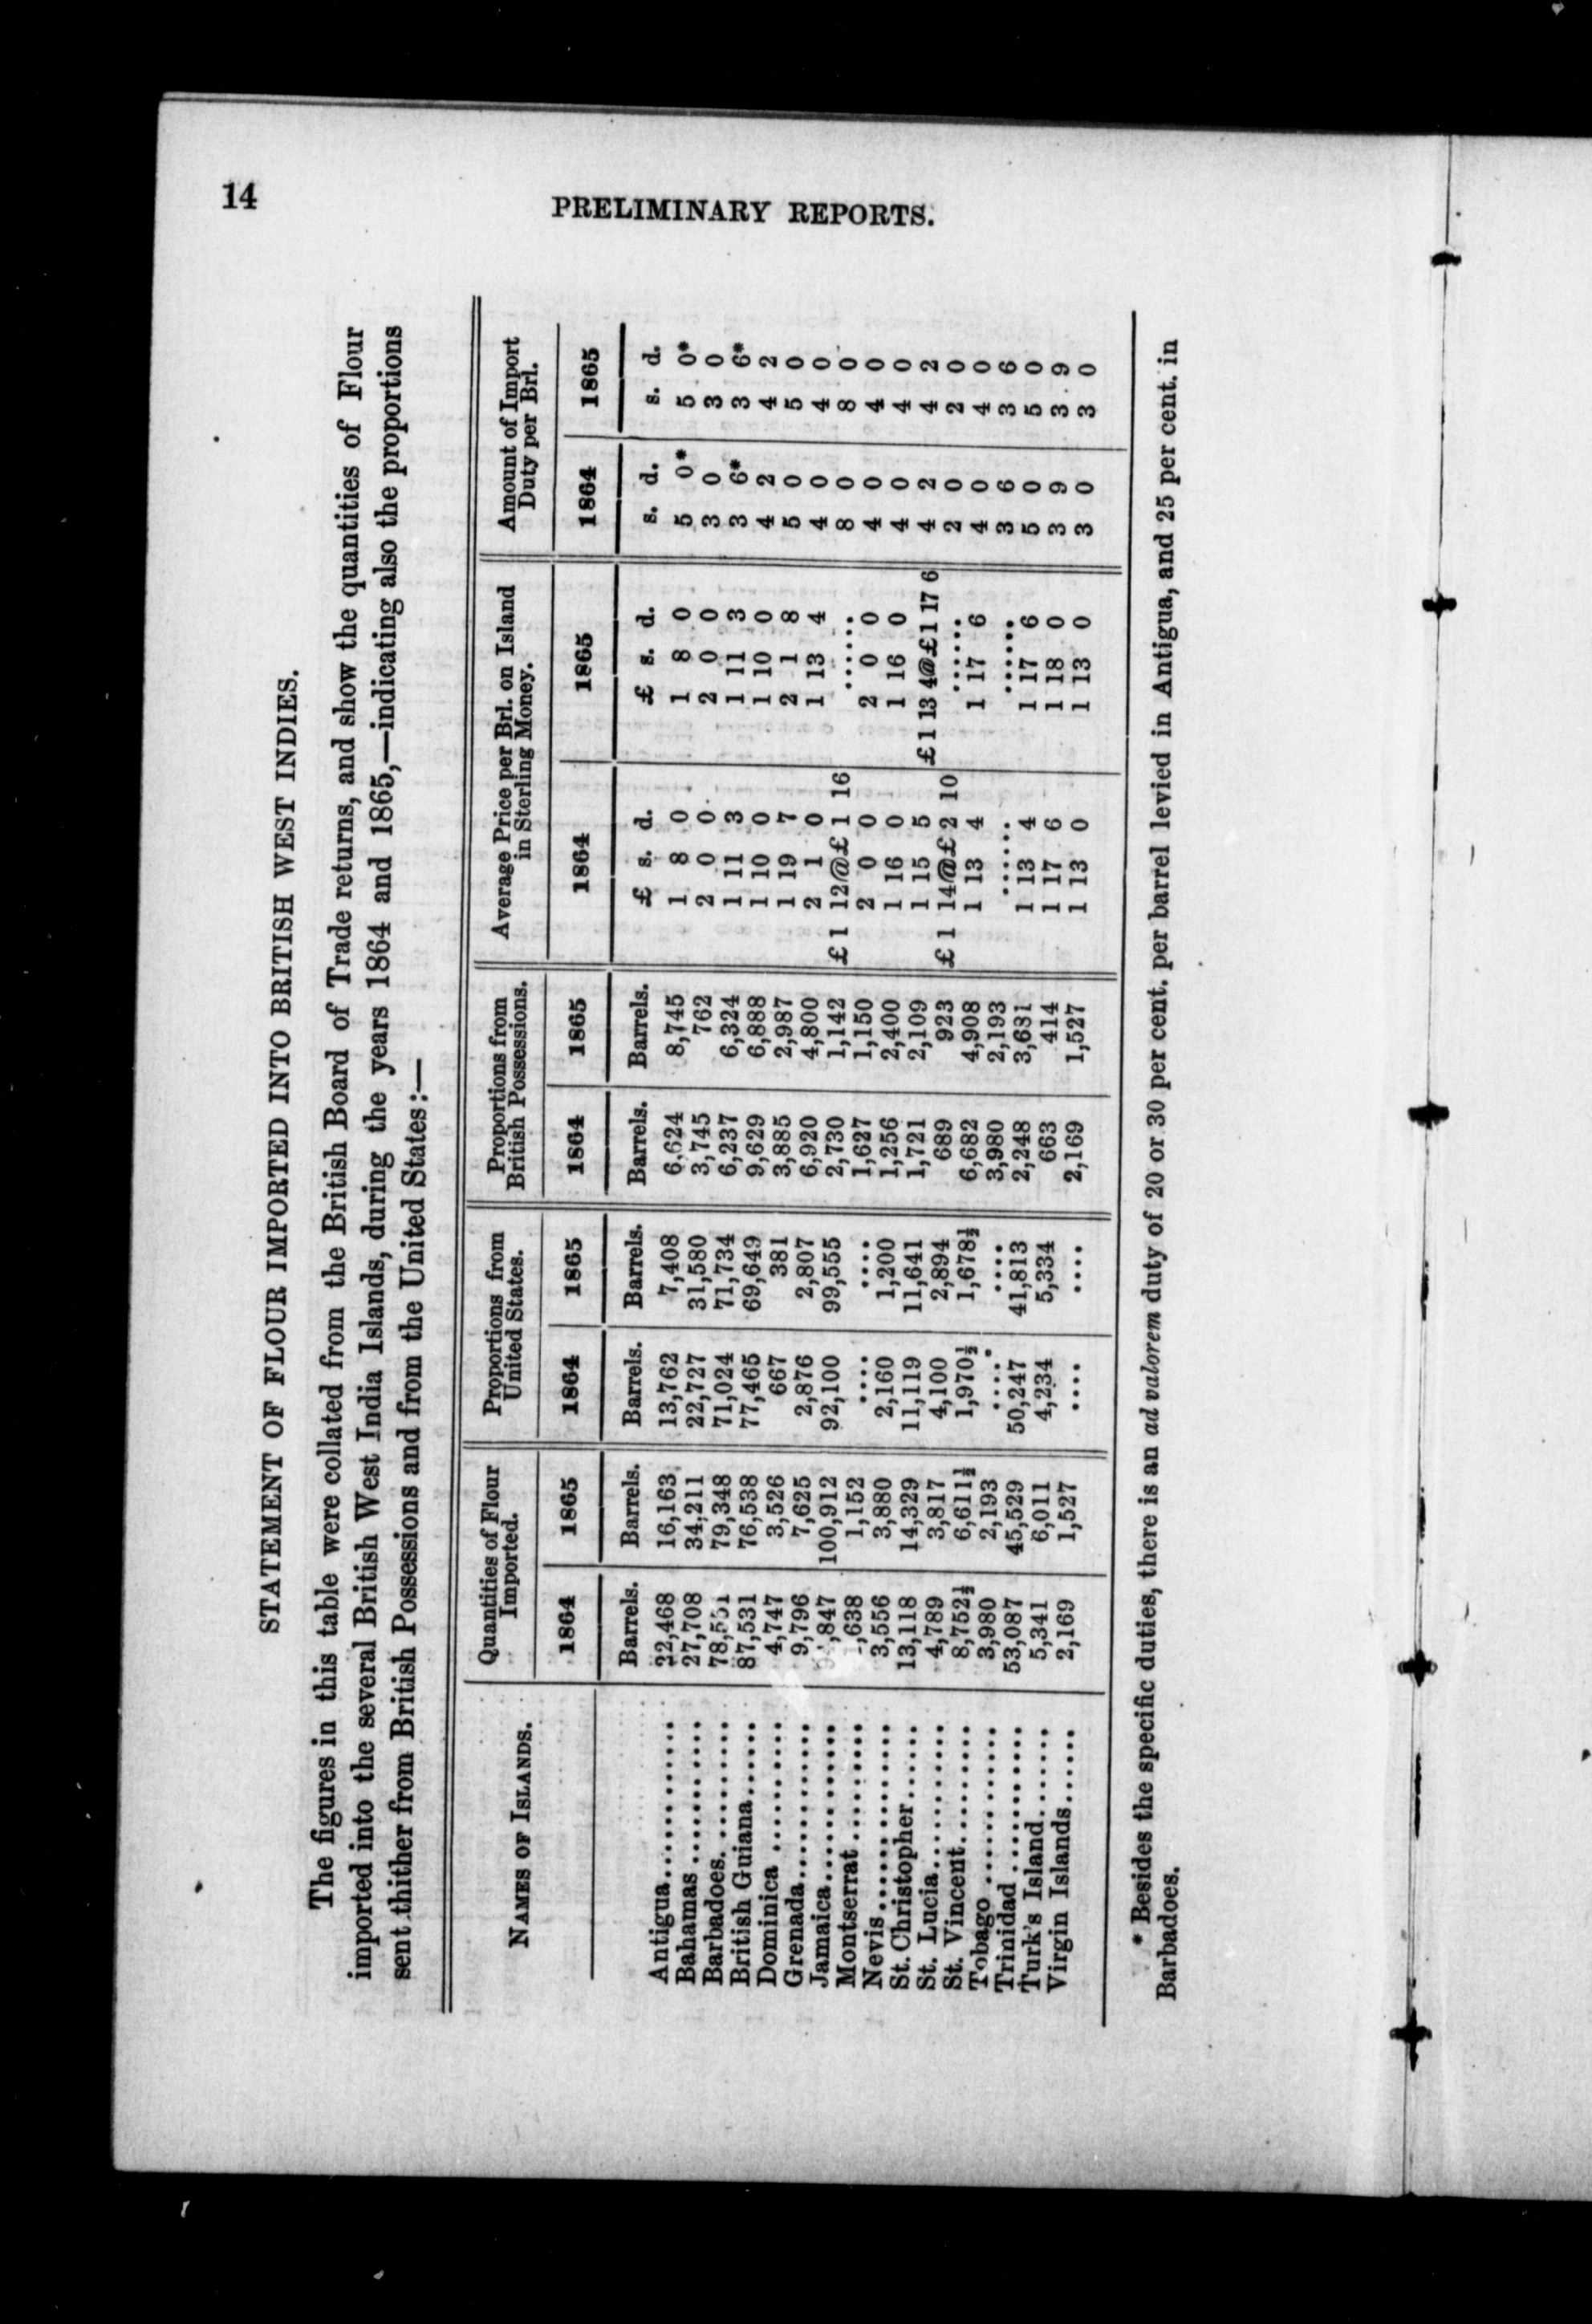 14
PRELIMINARY REPORTS.
STATEMENT OF FLOUR IMPORTED INTO BRITISH WEST INDIES.
The figures in this table were collated from the British Board of Trade returns, and show the quantities of Flour
imported into the several British West India Islands, during the years 1864 and 1865,—indicating also the proportions
sent thither from British Possessions and from the United States:—
NAMES OF ISLANDS. Quantities of Flour Imported. Proportions from United States. Proportions from British Possessions. Average Price per Brl. on Island in Sterling Money. Amount of Import Duty per Brl.
1864 1865 1864 1865 1864 1865 1864 1865 1864 1865
Barrels. Barrels. Barrels. Barrels. Barrels. Barrels. £ s. d. £ s. d. s. d. s. d.
Antigua............ 22,468 16,163 13,762 7,408 6,624 8,745 1 8 0 1 8 0 5 0* 5 0*
Bahamas........... 27,708 34,211 22,727 31,580 3,745 762 2 0 0 2 0 0 3 0 3 0
Barbadoes.......... 79,348 71,024 71,734 6,237 6,324 1 11 3 1 11 3 3 6* 3 6*
British Guiana...... 87,531 76,538 77,465 69,649 9,629 6,888 1 10 0 1 10 0 4 2 4 2
Dominica.......... 4,747 3,526 667 381 3,885 2,987 1 19 7 2 1 8 5 0 5 0
Grenada............ 9,796 7,625 2,876 2,807 6,920 4,800 2 1 0 1 13 4 4 0 4 0
Jamaica............ 100,912 92,100 99,555 2,730 1,142 £1 12@£1 16 ...... 8 0 8 0
Montserrat......... 1,152 .... .... 1,627 1,150 2 0 0 2 0 0 4 0 4 0
Nevis............... 3,556 3,880 2,160 1,200 1,256 2,400 1 16 0 1 16 0 4 0 4 0
St. Christopher...... 13,118 14,329 11,119 11,641 1,721 2,109 1 15 5 £1 13 4@£1 17 6 4 2 4 2
St. Lucia........... 4,789 3,817 4,100 2,894 689 923 £1 14@£2 10 ...... 2 0 2 0
St. Vincent......... 8,752½ 6,611½ 1,970½ 1,678½ 6,682 4,908 1 13 4 1 17 6 4 0 4 0
Tobago............ 3,980 2,193 .... .... 3,980 2,193 ...... ...... 3 6 3 6
Trinidad........... 53,087 45,529 50,247 41,813 2,248 3,681 1 13 4 1 17 6 5 0 5 0
Turk's Island........ 5,341 6,011 4,234 5,334 663 414 1 17 6 1 18 0 3 9 3 9
Virgin Islands...... 2,169 1,527 .... .... 2,169 1,527 1 13 0 1 13 0 3 0 3 0
* Besides the specific duties, there is an ad valorem duty of 20 or 30 per cent. per barrel levied in Antigua, and 25 per cent. in
Barbadoes.